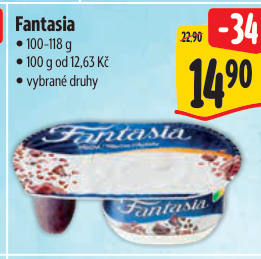 Fantasia
• 100-118 g
• 100 g od 12,63 Kč
• vybrané druhy
22.90
-34
14 90
Fantasia
Fantasia